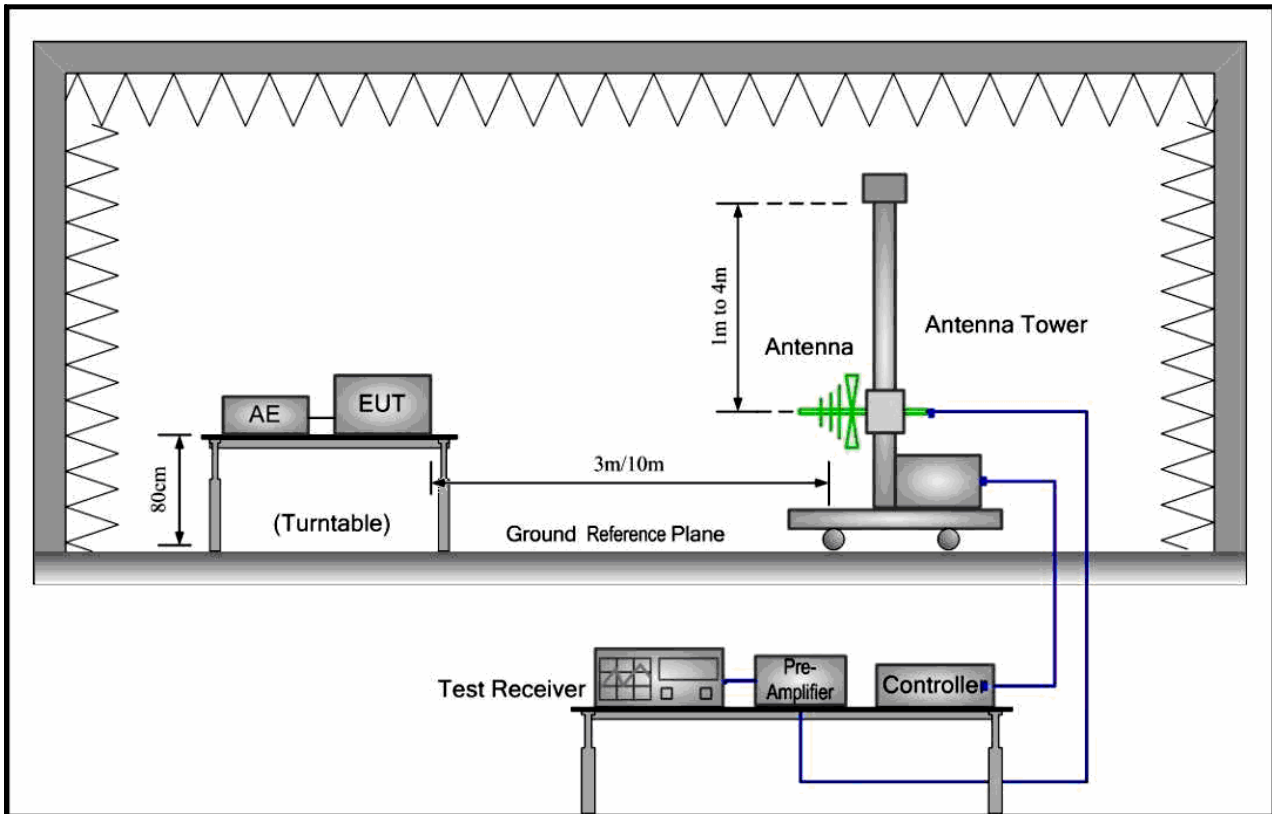 1m to 4m
Antenna Tower
Antenna
AE
EUT
3m/10m
80cm
(Turntable)
Ground Reference Plane
Test Receiver
Pre-
Amplifier
Controller